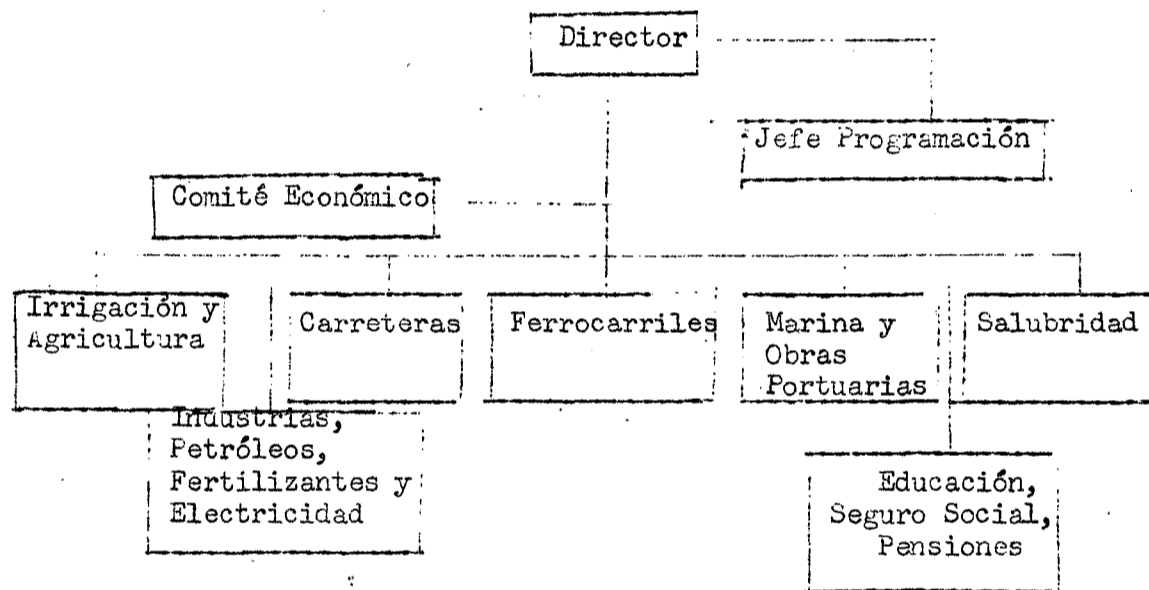 Director
Jefe Programación
Comité Económico
Irrigación y
Agricultura
Carreteras
Ferrocarriles
Marina y
Obras
Portuarias
Salubridad
Industrias,
Petróleos,
Fertilizantes y
Electricidad
Educación,
Seguro Social,
Pensiones